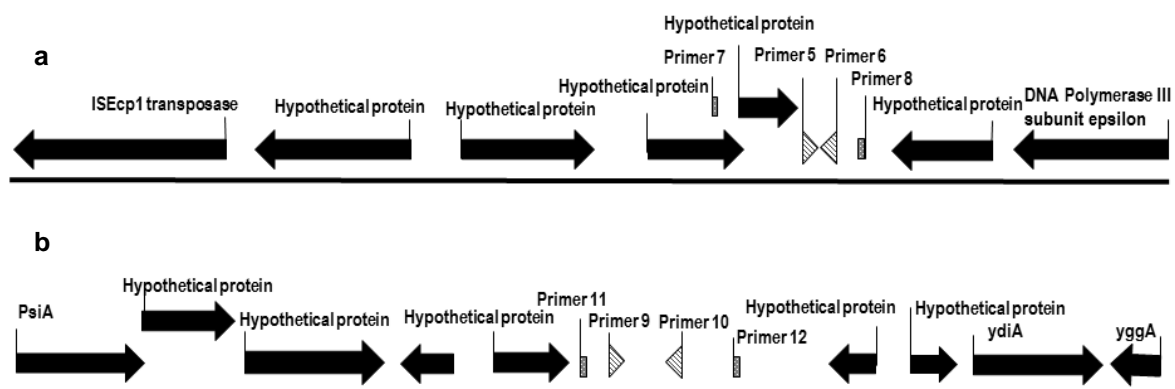 a
Hypothetical protein
Primer 7
Primer 5
Primer 6
Primer 8
ISEcp1 transposase
Hypothetical protein
Hypothetical protein
Hypothetical protein
Hypothetical protein
DNA Polymerase III
subunit epsilon
b
PsiA
Hypothetical protein
Hypothetical protein
Hypothetical protein
Primer 11
Primer 9
Primer 10
Primer 12
Hypothetical protein
Hypothetical protein
ydiA
yggA